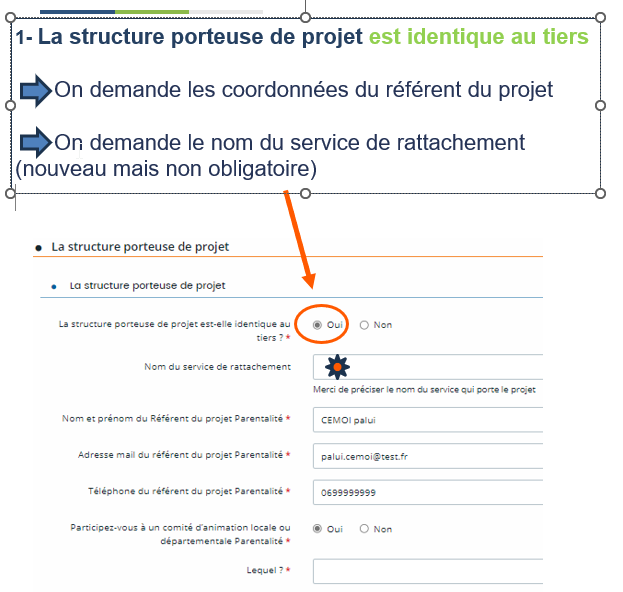 1- La structure porteuse de projet est identique au tiers
On demande les coordonnées du référent du projet
On demande le nom du service de rattachement
(nouveau mais non obligatoire)
La structure porteuse de projet
La structure porteuse de projet
La structure porteuse de projet est-elle identique au
tiers ? *
Oui Non
Nom du service de rattachement
Merci de préciser le nom du service qui porte le projet
Nom et prénom du Référent du projet Parentalité *
CEMOI palui
Adresse mail du référent du projet Parentalité *
palui.cemoi@test.fr
Téléphone du référent du projet Parentalité *
0699999999
Participez-vous à un comité d'animation locale ou
départementale Parentalité *
Oui Non
Lequel ? *